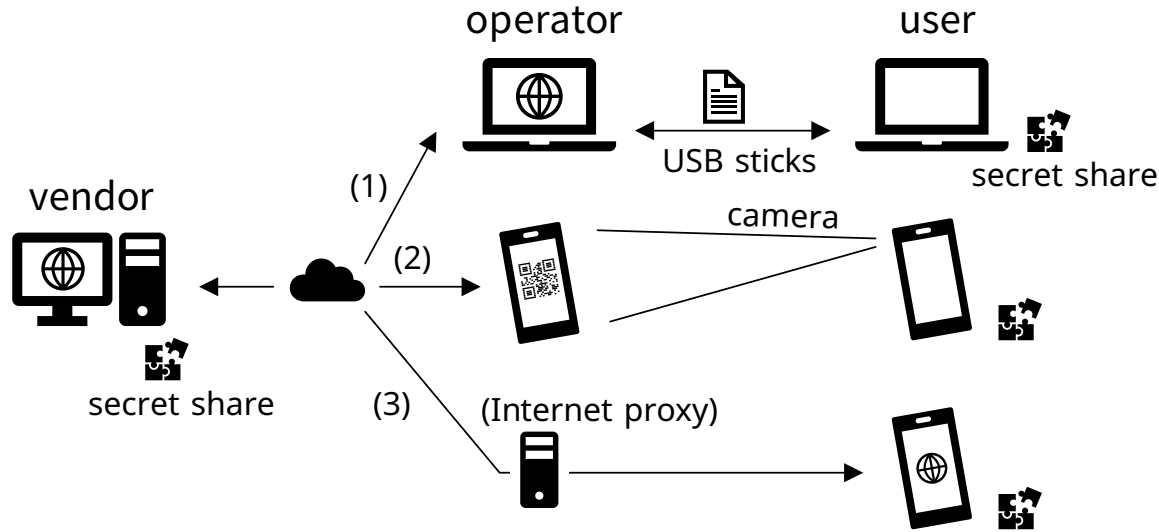 operator
user
USB sticks
secret share
vendor
(1)
camera
(2)
secret share
(3)
(Internet proxy)